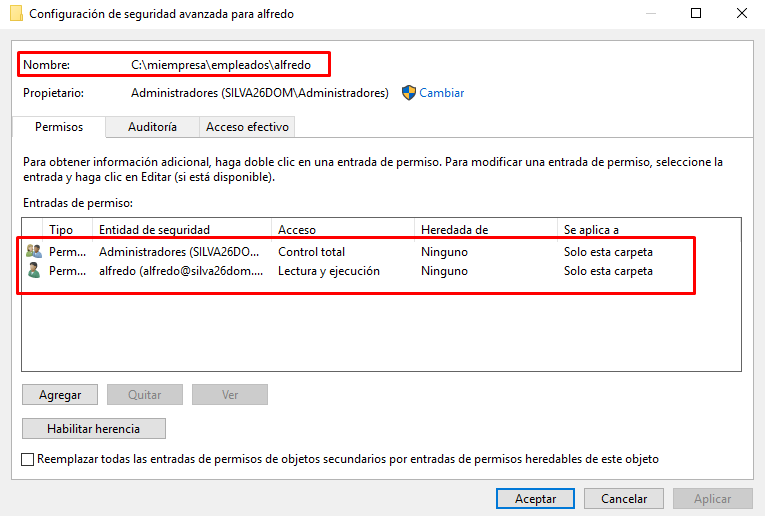 Configuración de seguridad avanzada para alfredo
Nombre: C:\miempresa\empleados\alfredo
Propietario: Administradores (SILVA26DOM\Administradores) Cambiar
Permisos Auditoría Acceso efectivo
Para obtener información adicional, haga doble clic en una entrada de permiso. Para modificar una entrada de permiso, seleccione la
entrada y haga clic en Editar (si está disponible).
Entradas de permiso:
Tipo Entidad de seguridad Acceso Heredada de Se aplica a
Perm... Administradores (SILVA26DO... Control total Ninguno Solo esta carpeta
Perm... alfredo (alfredo@silva26dom.... Lectura y ejecución Ninguno Solo esta carpeta
Agregar Quitar Ver
Habilitar herencia
Reemplazar todas las entradas de permisos de objetos secundarios por entradas de permisos heredables de este objeto
Aceptar Cancelar Aplicar